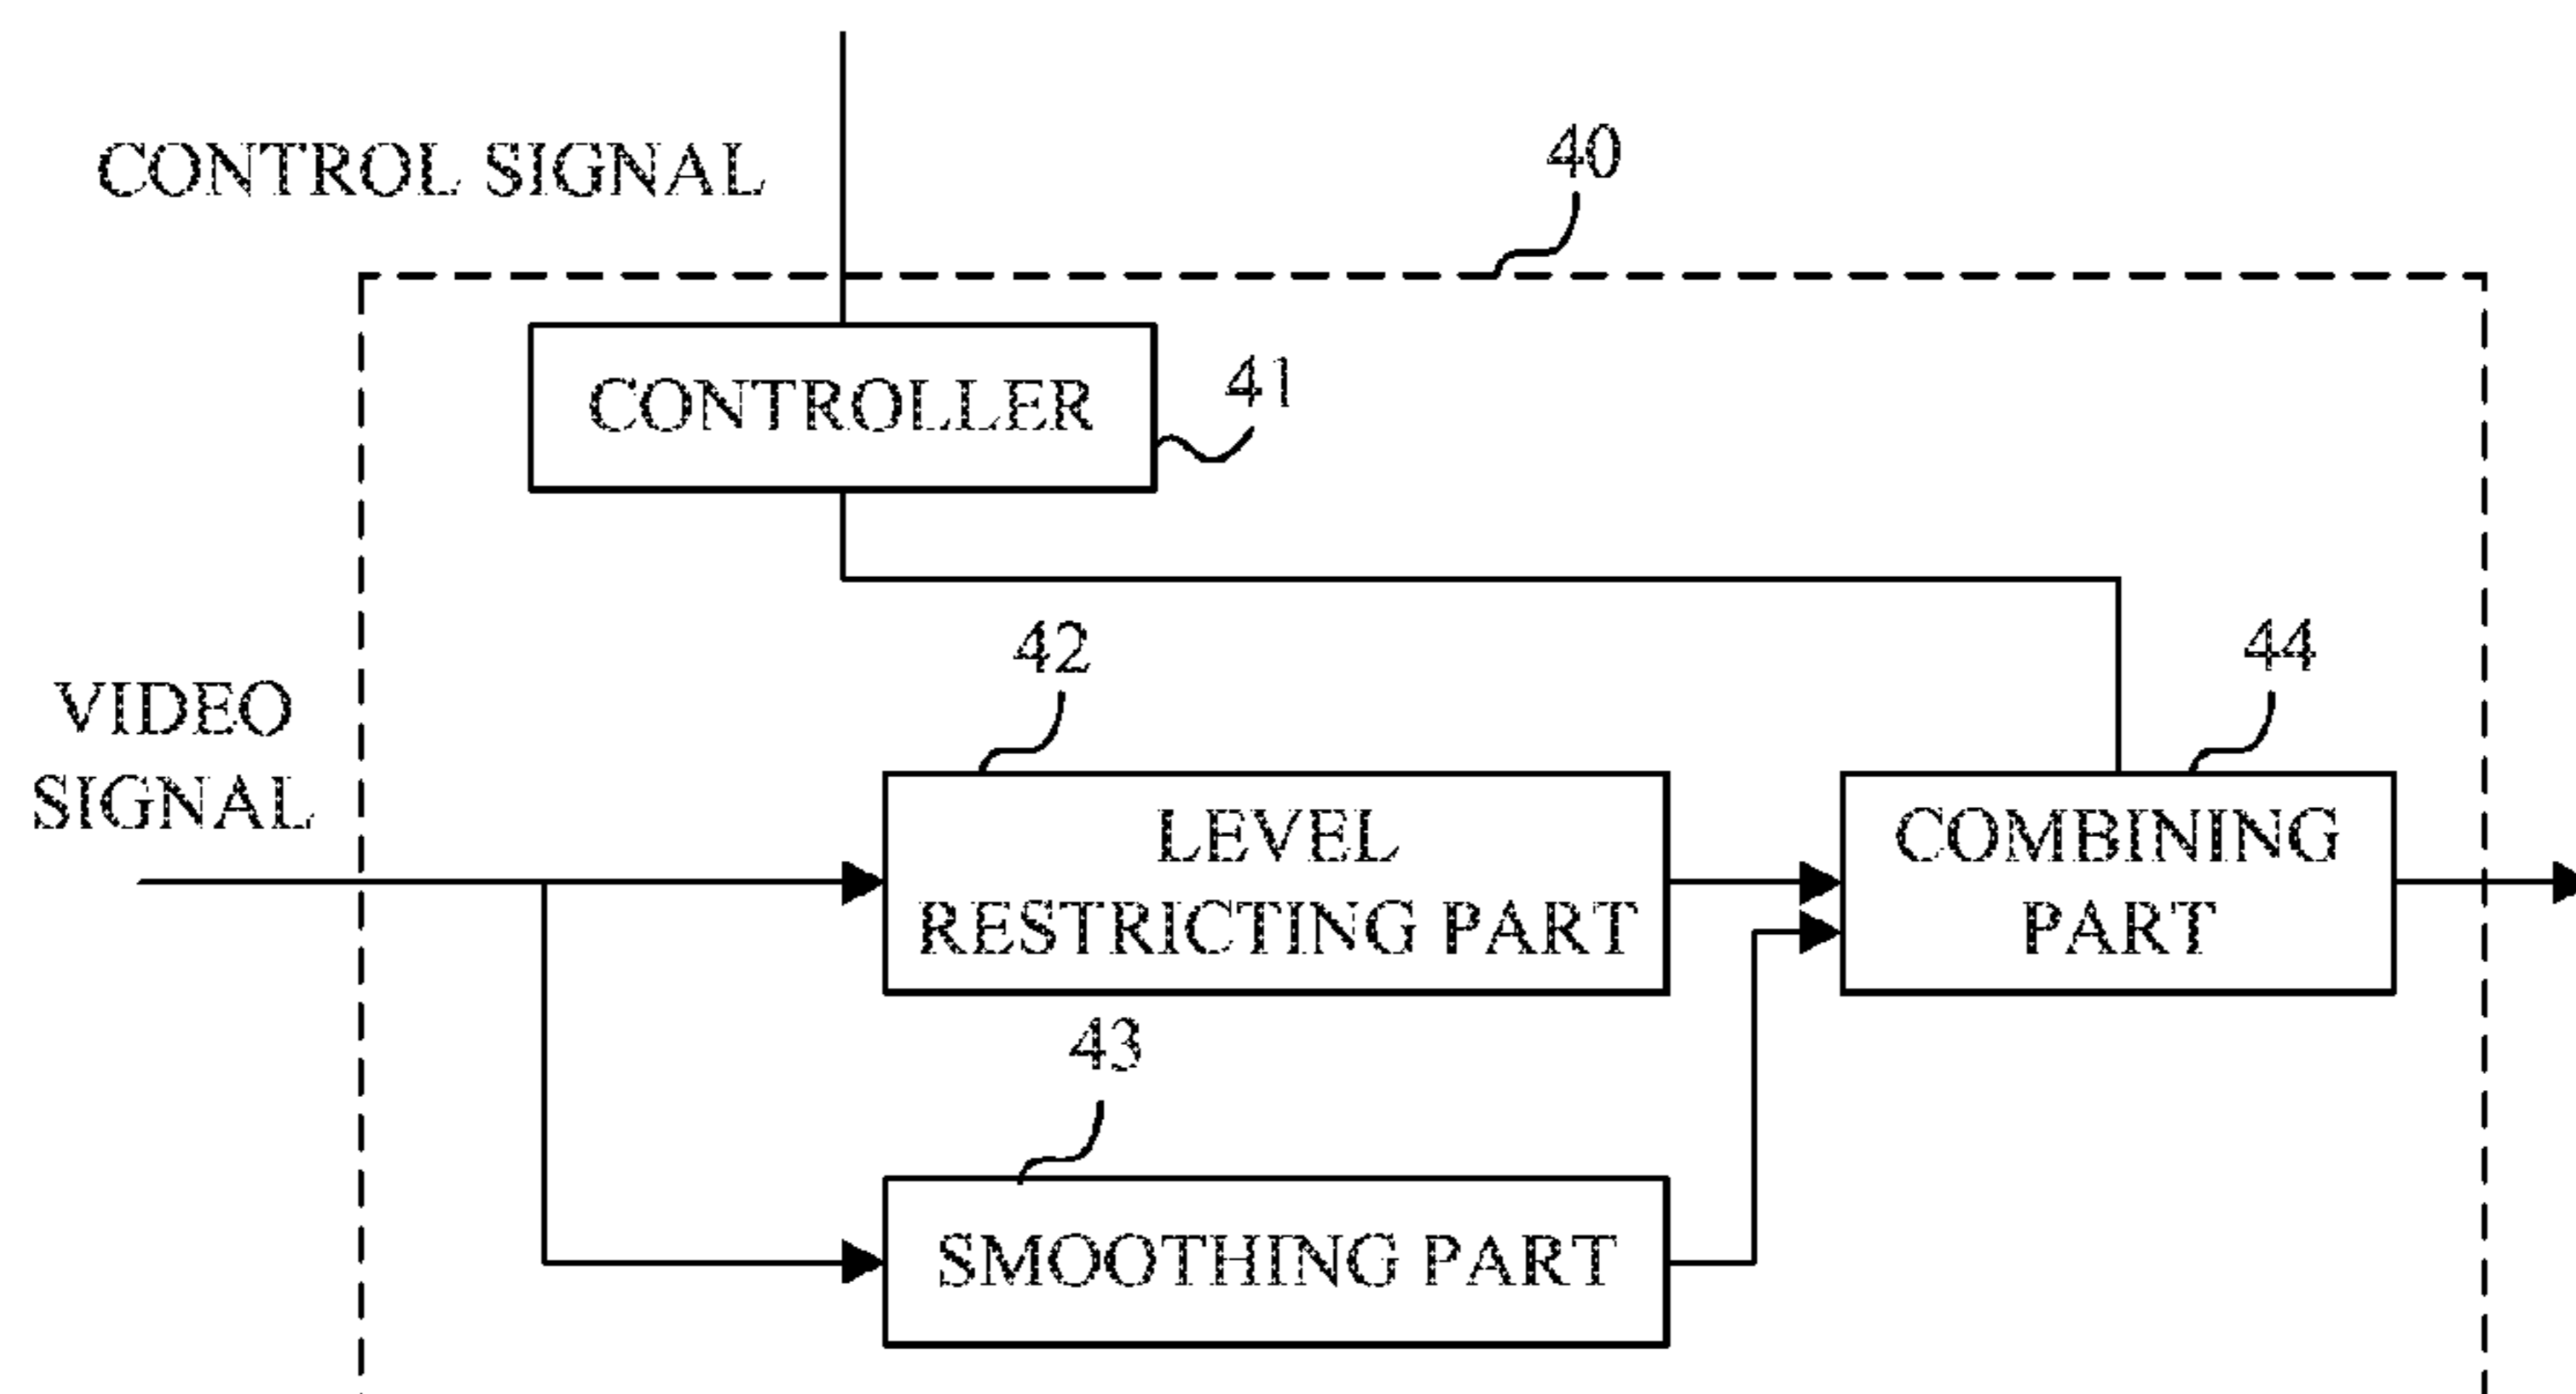 CONTROL SIGNAL
40
CONTROLLER
41
42
44
VIDEO
SIGNAL
LEVEL
RESTRICTING PART
COMBINING
PART
43
SMOOTHING PART